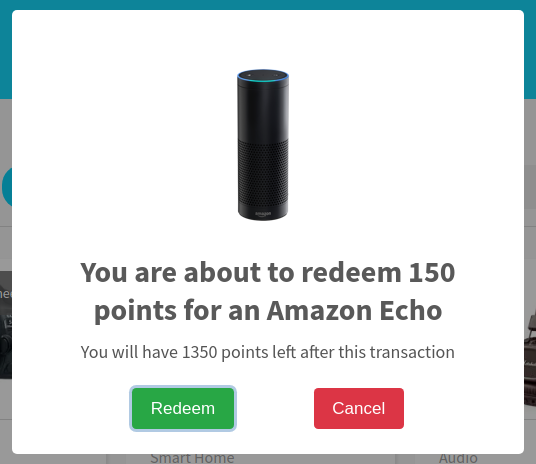 You are about to redeem 150
points for an Amazon Echo
You will have 1350 points left after this transaction
Redeem
Cancel
Smart Home
Audio